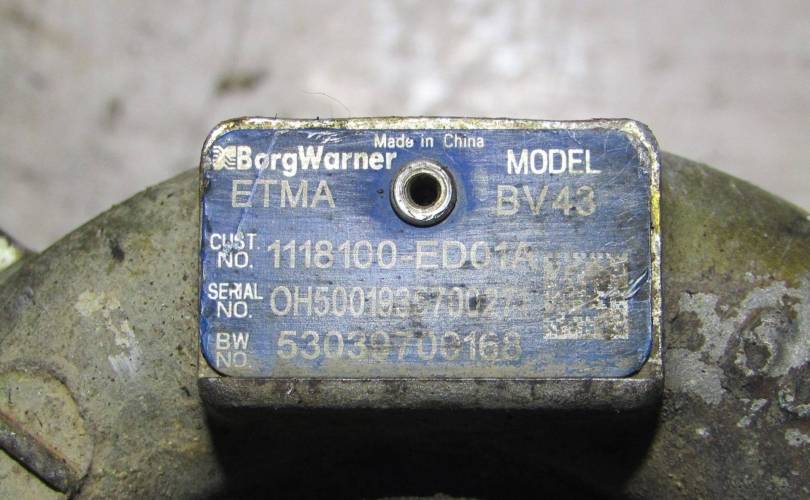 Made in China
BorgWarner
MODEL
ETMA
BV43
CUST. NO. 1118100-ED01A
SERIAL NO.
BW NO. 53039700168